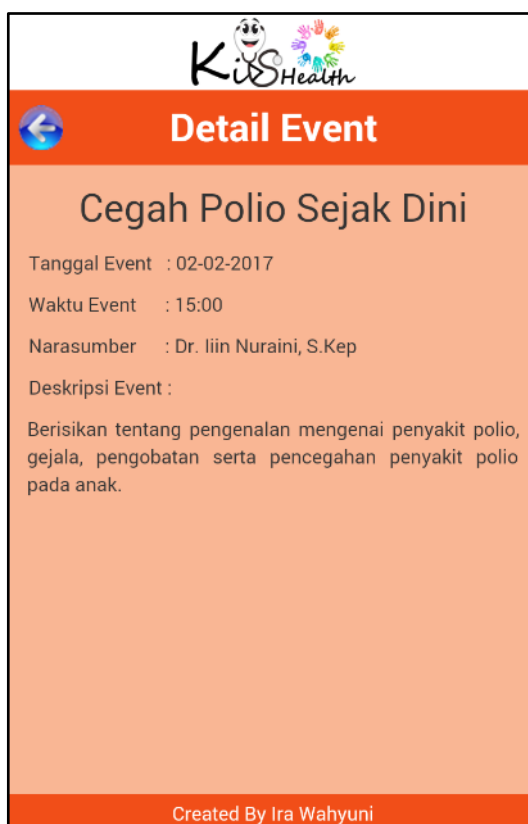 Kids Health
Detail Event
Cegah Polio Sejak Dini
Tanggal Event : 02-02-2017
Waktu Event : 15:00
Narasumber : Dr. Iiin Nuraini, S.Kep
Deskripsi Event :
Berisikan tentang pengenalan mengenai penyakit polio,
gejala, pengobatan serta pencegahan penyakit polio
pada anak.
Created By Ira Wahyuni